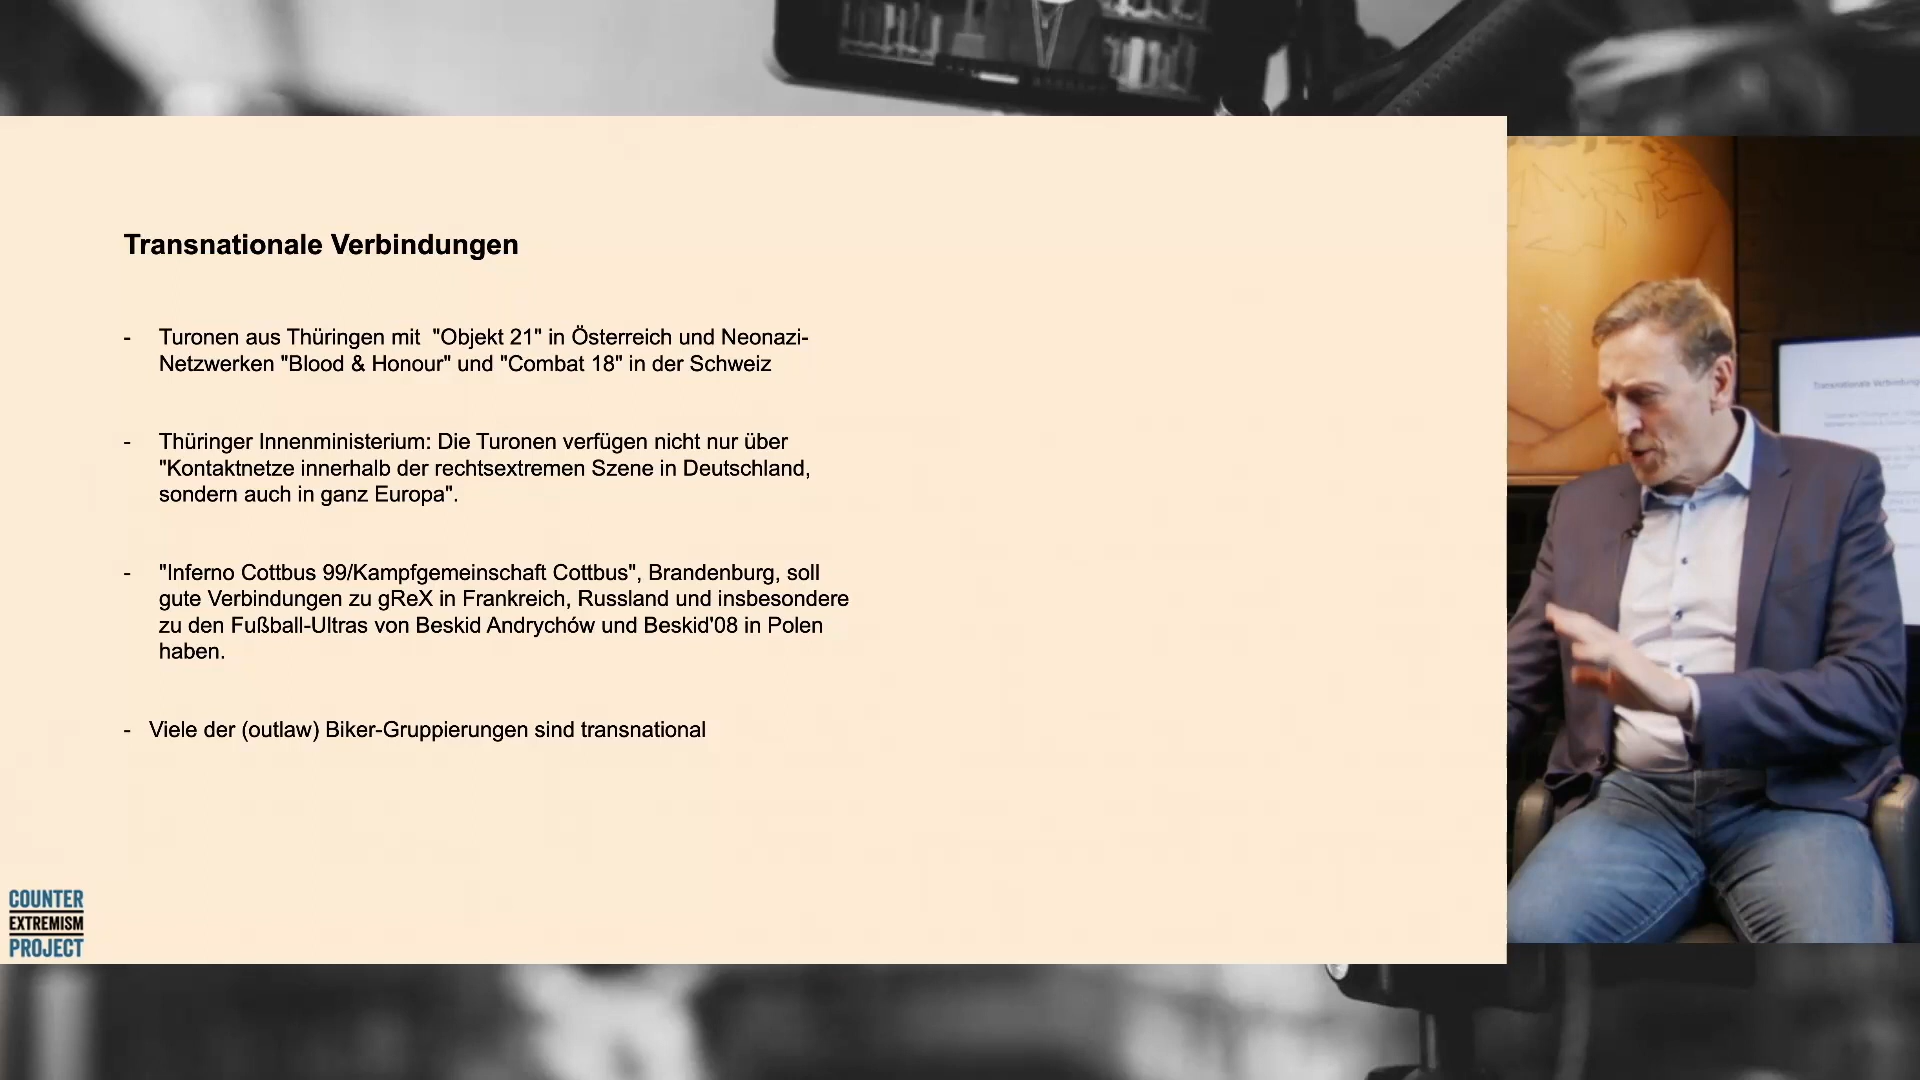 Transnationale Verbindungen
- Turonen aus Thüringen mit "Objekt 21" in Österreich und Neonazi-
Netzwerken "Blood & Honour" und "Combat 18" in der Schweiz
- Thüringer Innenministerium: Die Turonen verfügen nicht nur über
"Kontaktnetze innerhalb der rechtsextremen Szene in Deutschland,
sondern auch in ganz Europa".
- "Inferno Cottbus 99/Kampfgemeinschaft Cottbus", Brandenburg, soll
gute Verbindungen zu gReX in Frankreich, Russland und insbesondere
zu den Fußball-Ultras von Beskid Andrychów und Beskid'08 in Polen
haben.
- Viele der (outlaw) Biker-Gruppierungen sind transnational
COUNTER
EXTREMISM
PROJECT